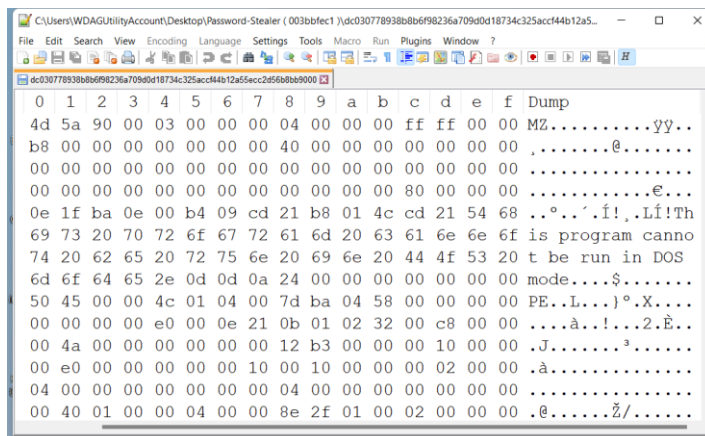 C:\Users\WDAGUtilityAccount\Desktop\Password-Stealer ( 003bbfec1 )\dc030778938b8b6f98236a709d0d18734c325accf44b12a5...
File Edit Search View Encoding Language Settings Tools Macro Run Plugins Window ?
dc030778938b8b6f98236a709d0d18734c325accf44b12a55ecc2d56b8bb9000
0 1 2 3 4 5 6 7 8 9 a b c d e f Dump
4d 5a 90 00 03 00 00 00 04 00 00 00 ff ff 00 00 MZ..........ÿÿ..
b8 00 00 00 00 00 00 00 40 00 00 00 00 00 00 00 ¸.......@.......
00 00 00 00 00 00 00 00 00 00 00 00 00 00 00 00 ................
00 00 00 00 00 00 00 00 00 00 00 00 80 00 00 00 ............€...
0e 1f ba 0e 00 b4 09 cd 21 b8 01 4c cd 21 54 68 ..º..´.Í!¸.LÍ!Th
69 73 20 70 72 6f 67 72 61 6d 20 63 61 6e 6e 6f is program canno
74 20 62 65 20 72 75 6e 20 69 6e 20 44 4f 53 20 t be run in DOS
6d 6f 64 65 2e 0d 0d 0a 24 00 00 00 00 00 00 00 mode....$.......
50 45 00 00 4c 01 04 00 7d ba 04 58 00 00 00 00 PE..L...}º.X....
00 00 00 00 e0 00 0e 21 0b 01 02 32 00 c8 00 00 ....à..!...2.È..
00 4a 00 00 00 00 00 00 12 b3 00 00 00 10 00 00 .J.......³......
00 e0 00 00 00 00 00 10 00 10 00 00 00 02 00 00 .à..............
04 00 00 00 00 00 00 00 04 00 00 00 00 00 00 00 ................
00 40 01 00 00 04 00 00 8e 2f 01 00 02 00 00 00 .@......Ž/......